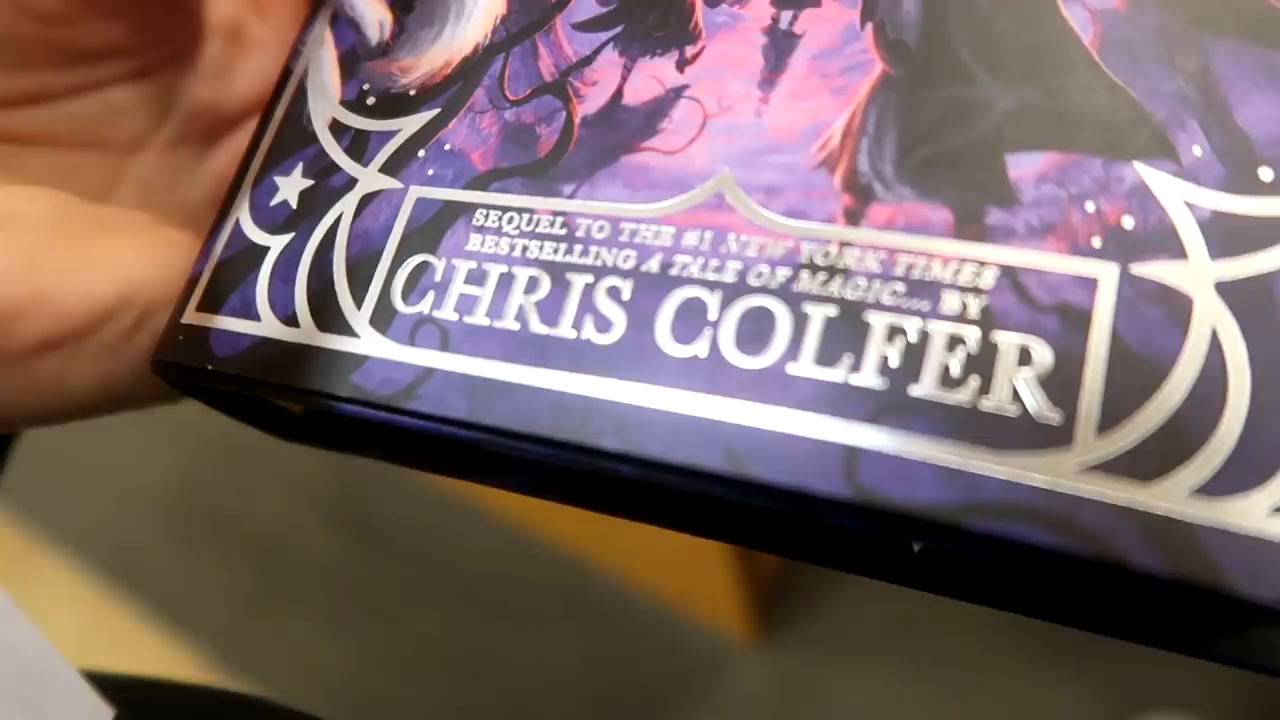 SEQUEL TO THE #1 NEW YORK TIMES
BESTSELLING A TALE OF MAGIC... BY
CHRIS COLFER